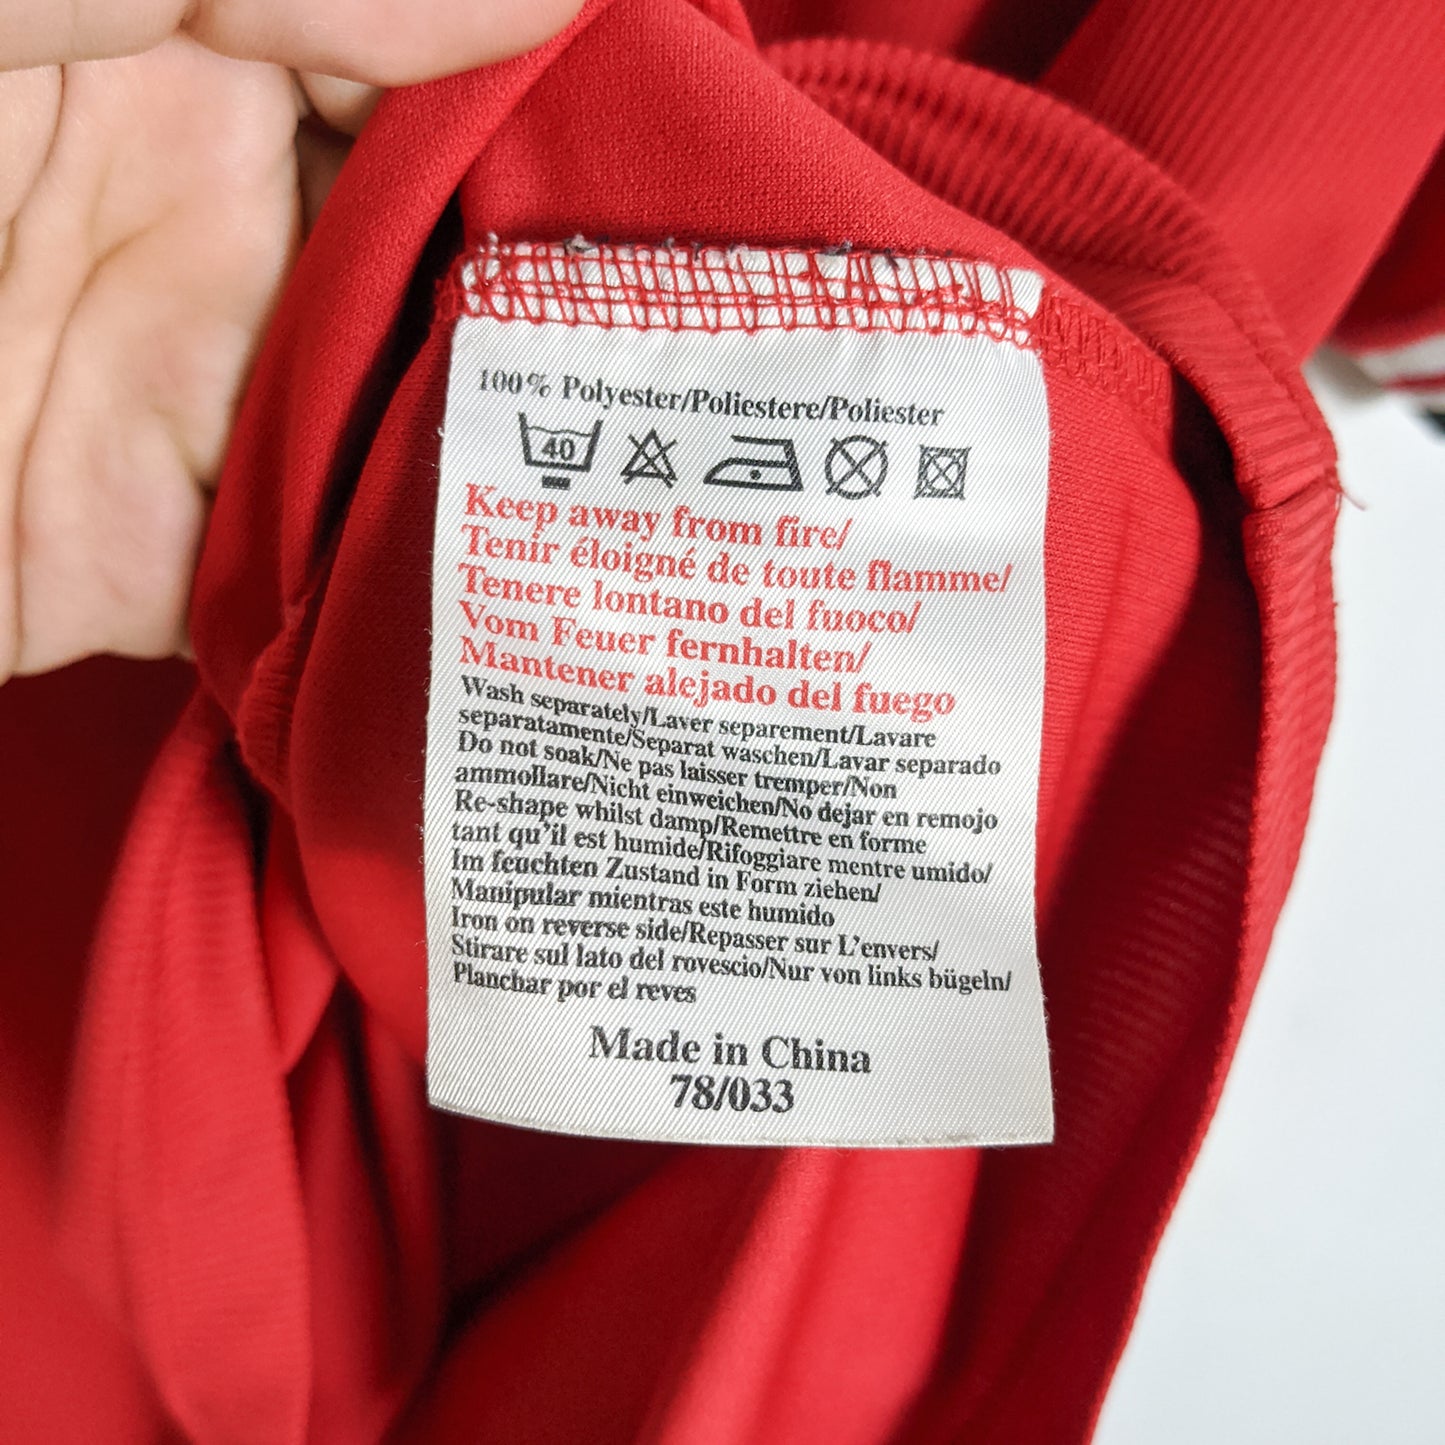 100% Polyester/Poliestere/Poliester
40
Keep away from fire/
Tenir éloigné de toute flamme/
Tenere lontano del fuoco/
Vom Feuer fernhalten/
Mantener alejado del fuego
Wash separately/Laver separement/Lavare
separatamente/Separat waschen/Lavar separado
Do not soak/Ne pas laisser tremper/Non
ammollare/Nicht einweichen/No dejar en remojo
Re-shape whilst damp/Remettre en forme
tant qu'il est humide/Rifoggiare mentre umido/
Im feuchten Zustand in Form ziehen/
Manipular mientras este humido
Iron on reverse side/Repasser sur L'envers/
Stirare sul lato del rovescio/Nur von links bügeln/
Planchar por el reves
Made in China
78/033